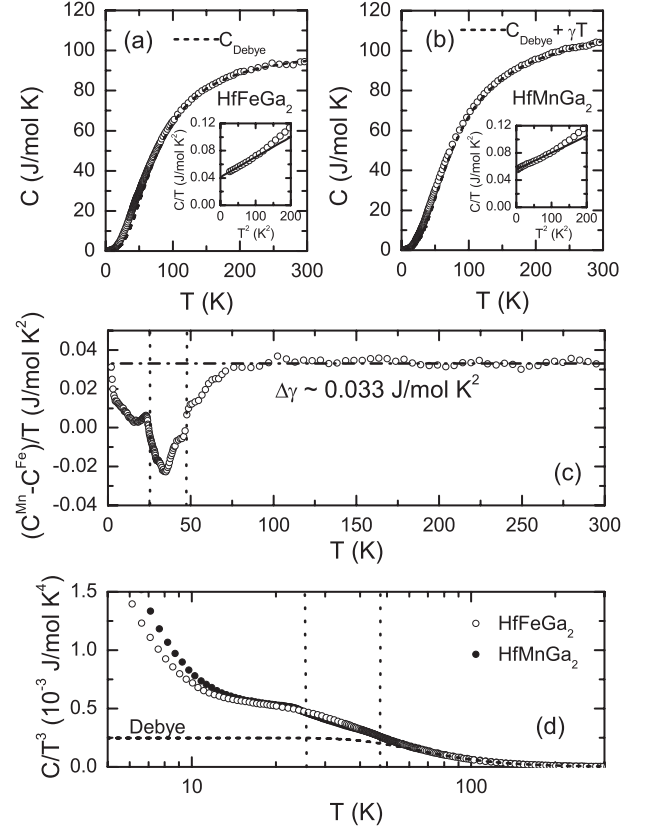 (a)
C_Debye
HfFeGa₂
C (J/mol K)
120
100
80
60
40
20
0
0 100 200 300
T (K)
C/T (J/mol K²)
0.12
0.08
0.04
0.00
0 100 200
T² (K²)
(b)
C_Debye + γT
HfMnGa₂
C (J/mol K)
120
100
80
60
40
20
0
0 100 200 300
T (K)
C/T (J/mol K²)
0.12
0.08
0.04
0.00
0 100 200
T² (K²)
(C^Mn-C^Fe)/T (J/mol K²)
0.04
0.02
0.00
-0.02
-0.04
Δγ ~ 0.033 J/mol K²
(c)
0 50 100 150 200 250 300
T (K)
C/T³ (10⁻³ J/mol K⁴)
1.5
1.0
0.5
0.0
HfFeGa₂
HfMnGa₂
Debye
(d)
10 100
T (K)